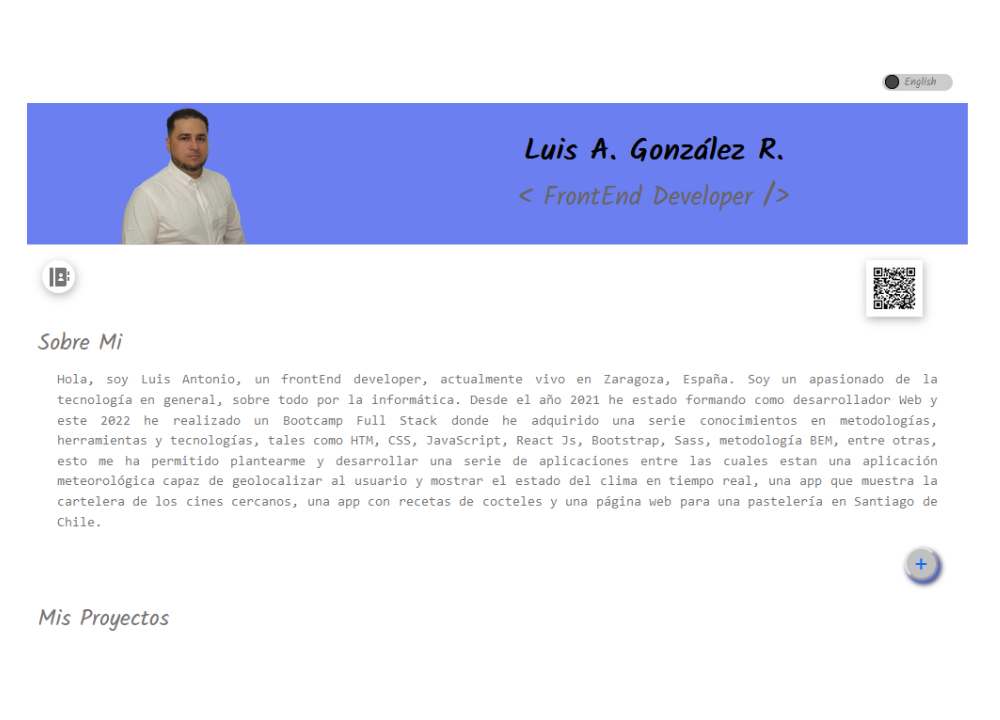 English
Luis A. González R.
< FrontEnd Developer />
Sobre Mi
Hola, soy Luis Antonio, un frontEnd developer, actualmente vivo en Zaragoza, España. Soy un apasionado de la
tecnología en general, sobre todo por la informática. Desde el año 2021 he estado formando como desarrollador Web y
este 2022 he realizado un Bootcamp Full Stack donde he adquirido una serie conocimientos en metodologías,
herramientas y tecnologías, tales como HTM, CSS, JavaScript, React Js, Bootstrap, Sass, metodología BEM, entre otras,
esto me ha permitido plantearme y desarrollar una serie de aplicaciones entre las cuales estan una aplicación
meteorológica capaz de geolocalizar al usuario y mostrar el estado del clima en tiempo real, una app que muestra la
cartelera de los cines cercanos, una app con recetas de cocteles y una página web para una pastelería en Santiago de
Chile.
+
Mis Proyectos